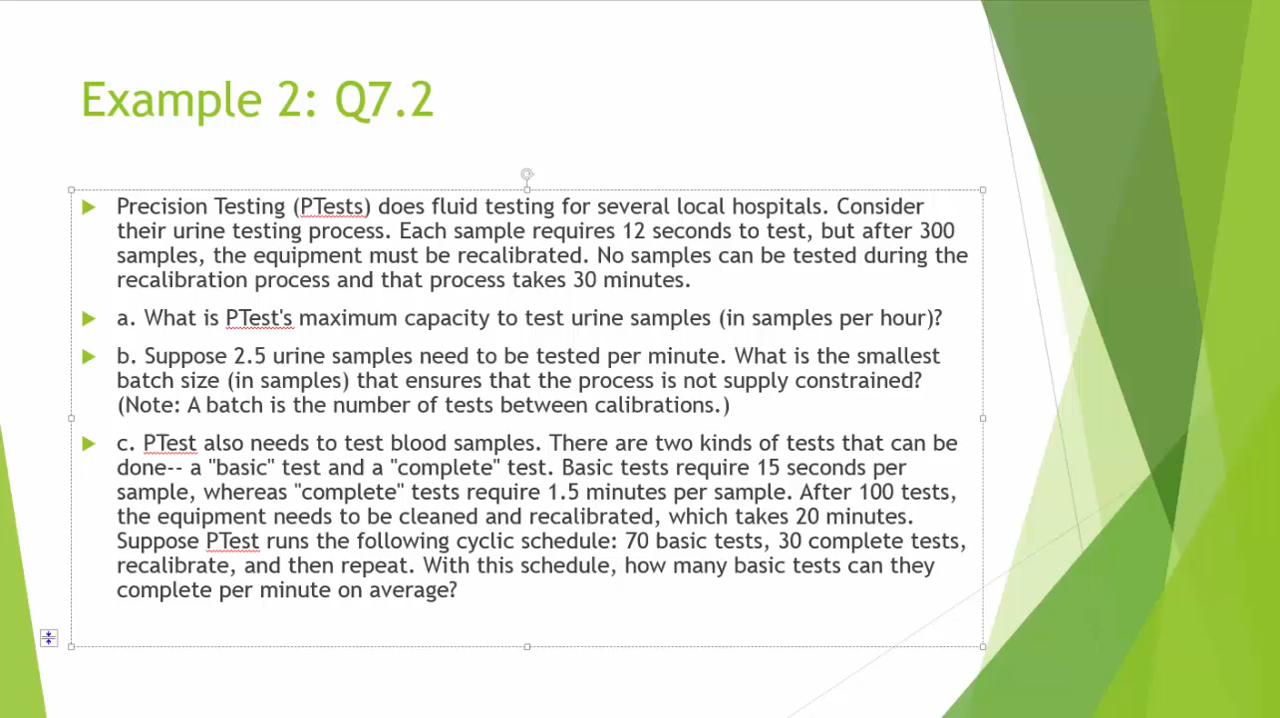 Example 2: Q7.2
Precision Testing (PTests) does fluid testing for several local hospitals. Consider
their urine testing process. Each sample requires 12 seconds to test, but after 300
samples, the equipment must be recalibrated. No samples can be tested during the
recalibration process and that process takes 30 minutes.
a. What is PTest's maximum capacity to test urine samples (in samples per hour)?
b. Suppose 2.5 urine samples need to be tested per minute. What is the smallest
batch size (in samples) that ensures that the process is not supply constrained?
(Note: A batch is the number of tests between calibrations.)
c. PTest also needs to test blood samples. There are two kinds of tests that can be
done-- a "basic" test and a "complete" test. Basic tests require 15 seconds per
sample, whereas "complete" tests require 1.5 minutes per sample. After 100 tests,
the equipment needs to be cleaned and recalibrated, which takes 20 minutes.
Suppose PTest runs the following cyclic schedule: 70 basic tests, 30 complete tests,
recalibrate, and then repeat. With this schedule, how many basic tests can they
complete per minute on average?